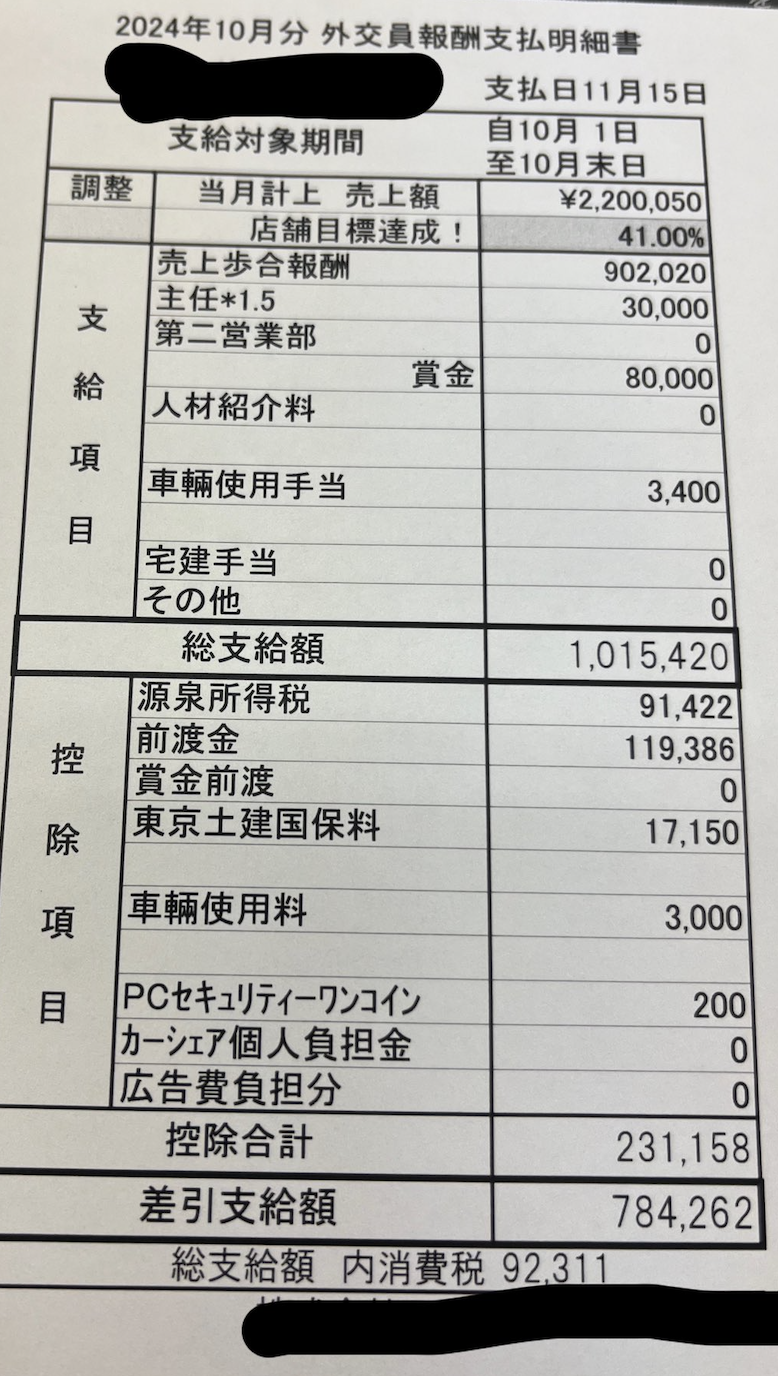 2024年10月分 外交員報酬支払明細書
支払日11月15日
支給対象期間 自10月 1日
至10月末日
調整 当月計上 売上額 ¥2,200,050
店舗目標達成！ 41.00%
支給項目
売上歩合報酬 902,020
主任*1.5 30,000
第二営業部 0
賞金 80,000
人材紹介料 0
車輛使用手当 3,400
宅建手当 0
その他 0
総支給額 1,015,420
控除項目
源泉所得税 91,422
前渡金 119,386
賞金前渡 0
東京土建国保料 17,150
車輛使用料 3,000
PCセキュリティーワンコイン 200
カーシェア個人負担金 0
広告費負担分 0
控除合計 231,158
差引支給額 784,262
総支給額 内消費税 92,311